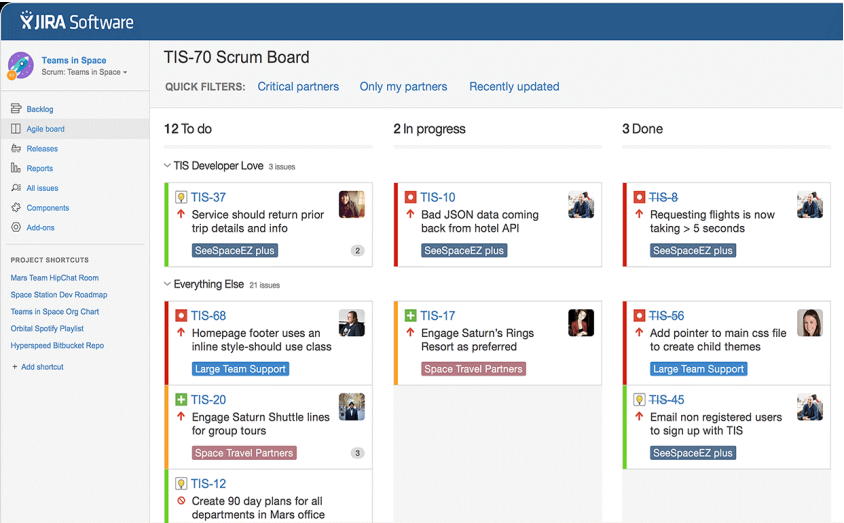 JIRA Software
Teams in Space
Scrum: Teams in Space
Backlog
Agile board
Releases
Reports
All issues
Components
Add-ons
PROJECT SHORTCUTS
Mars Team HipChat Room
Space Station Dev Roadmap
Teams in Space Org Chart
Orbital Spotify Playlist
Hyperspeed Bitbucket Repo
+ Add shortcut
TIS-70 Scrum Board
QUICK FILTERS: Critical partners Only my partners Recently updated
12 To do
2 In progress
3 Done
TIS Developer Love 3 issues
TIS-37
Service should return prior
trip details and info
SeeSpaceEZ plus
2
TIS-10
Bad JSON data coming
back from hotel API
SeeSpaceEZ plus
TIS-8
Requesting flights is now
taking > 5 seconds
SeeSpaceEZ plus
Everything Else 21 issues
TIS-68
Homepage footer uses an
inline style-should use class
Large Team Support
TIS-17
Engage Saturn's Rings
Resort as preferred
Space Travel Partners
TIS-56
Add pointer to main css file
to create child themes
Large Team Support
TIS-20
Engage Saturn Shuttle lines
for group tours
Space Travel Partners
3
TIS-45
Email non registered users
to sign up with TIS
SeeSpaceEZ plus
TIS-12
Create 90 day plans for all
departments in Mars office